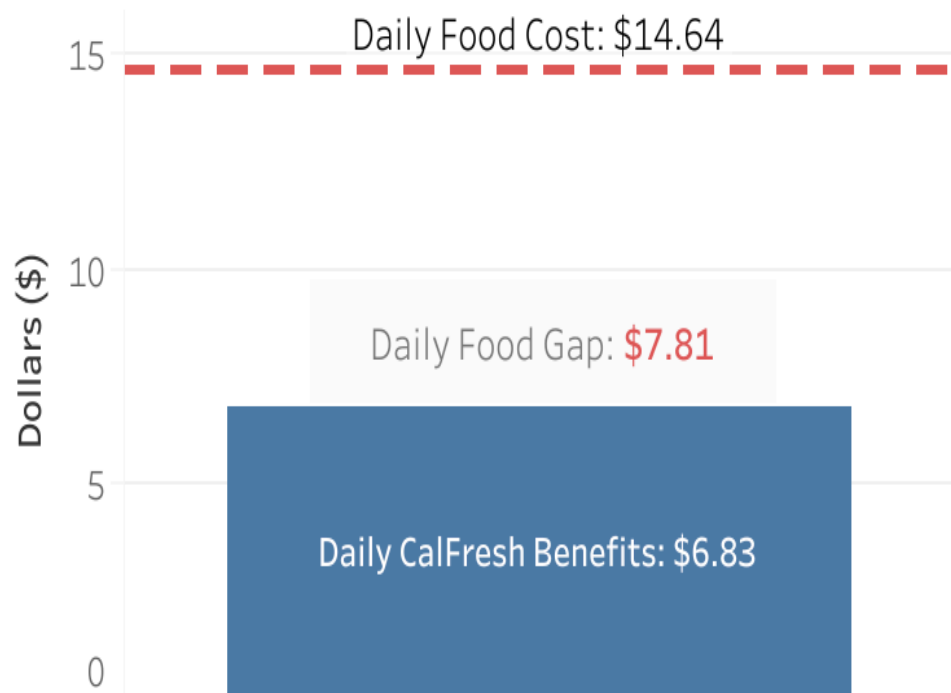 Daily Food Cost: $14.64
15
10
Dollars ($)
Daily Food Gap: $7.81
5
Daily CalFresh Benefits: $6.83
0